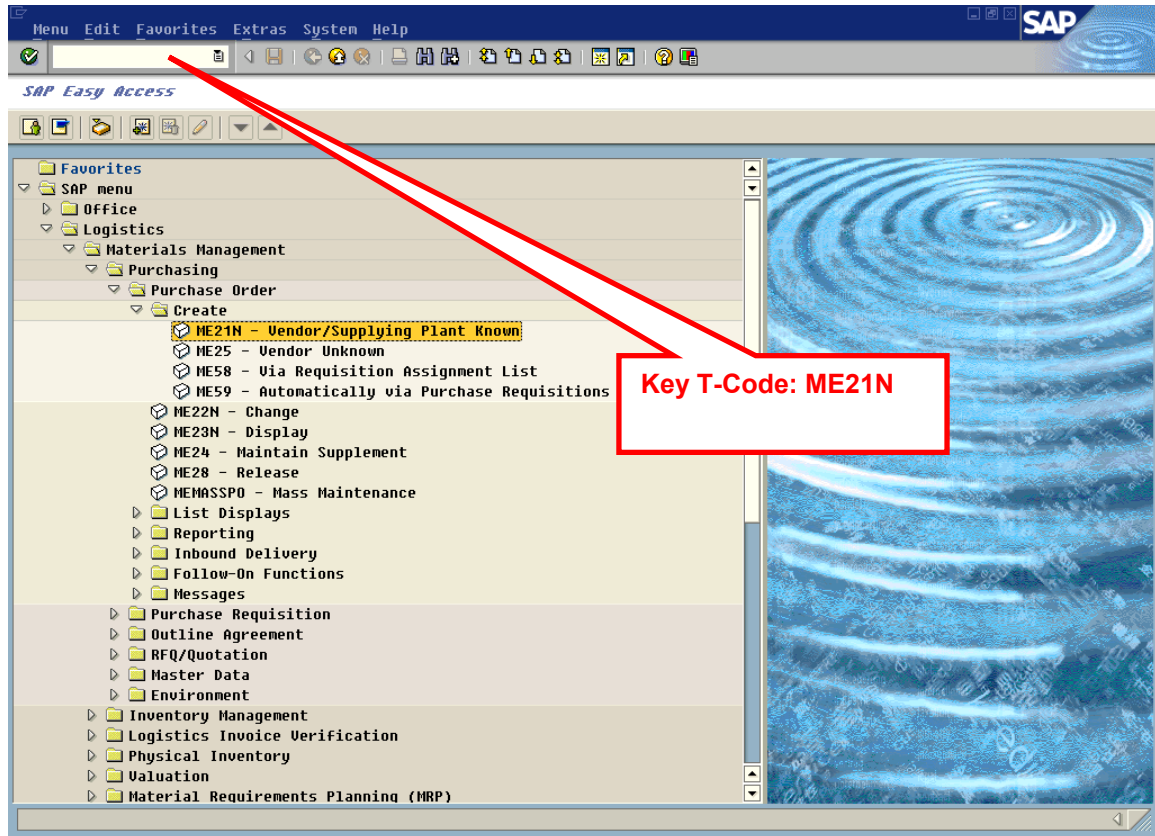 Menu Edit Favorites Extras System Help
SAP
SAP Easy Access
Favorites
SAP menu
Office
Logistics
Materials Management
Purchasing
Purchase Order
Create
ME21N - Vendor/Supplying Plant Known
ME25 - Vendor Unknown
ME58 - Via Requisition Assignment List
ME59 - Automatically via Purchase Requisitions
Key T-Code: ME21N
ME22N - Change
ME23N - Display
ME24 - Maintain Supplement
ME28 - Release
MEMASSPO - Mass Maintenance
List Displays
Reporting
Inbound Delivery
Follow-On Functions
Messages
Purchase Requisition
Outline Agreement
RFQ/Quotation
Master Data
Environment
Inventory Management
Logistics Invoice Verification
Physical Inventory
Valuation
Material Requirements Planning (MRP)